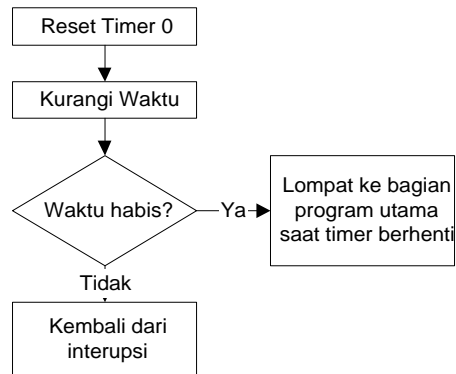 Reset Timer 0
Kurangi Waktu
Waktu habis?
Ya
Lompat ke bagian
program utama
saat timer berhenti
Tidak
Kembali dari
interupsi